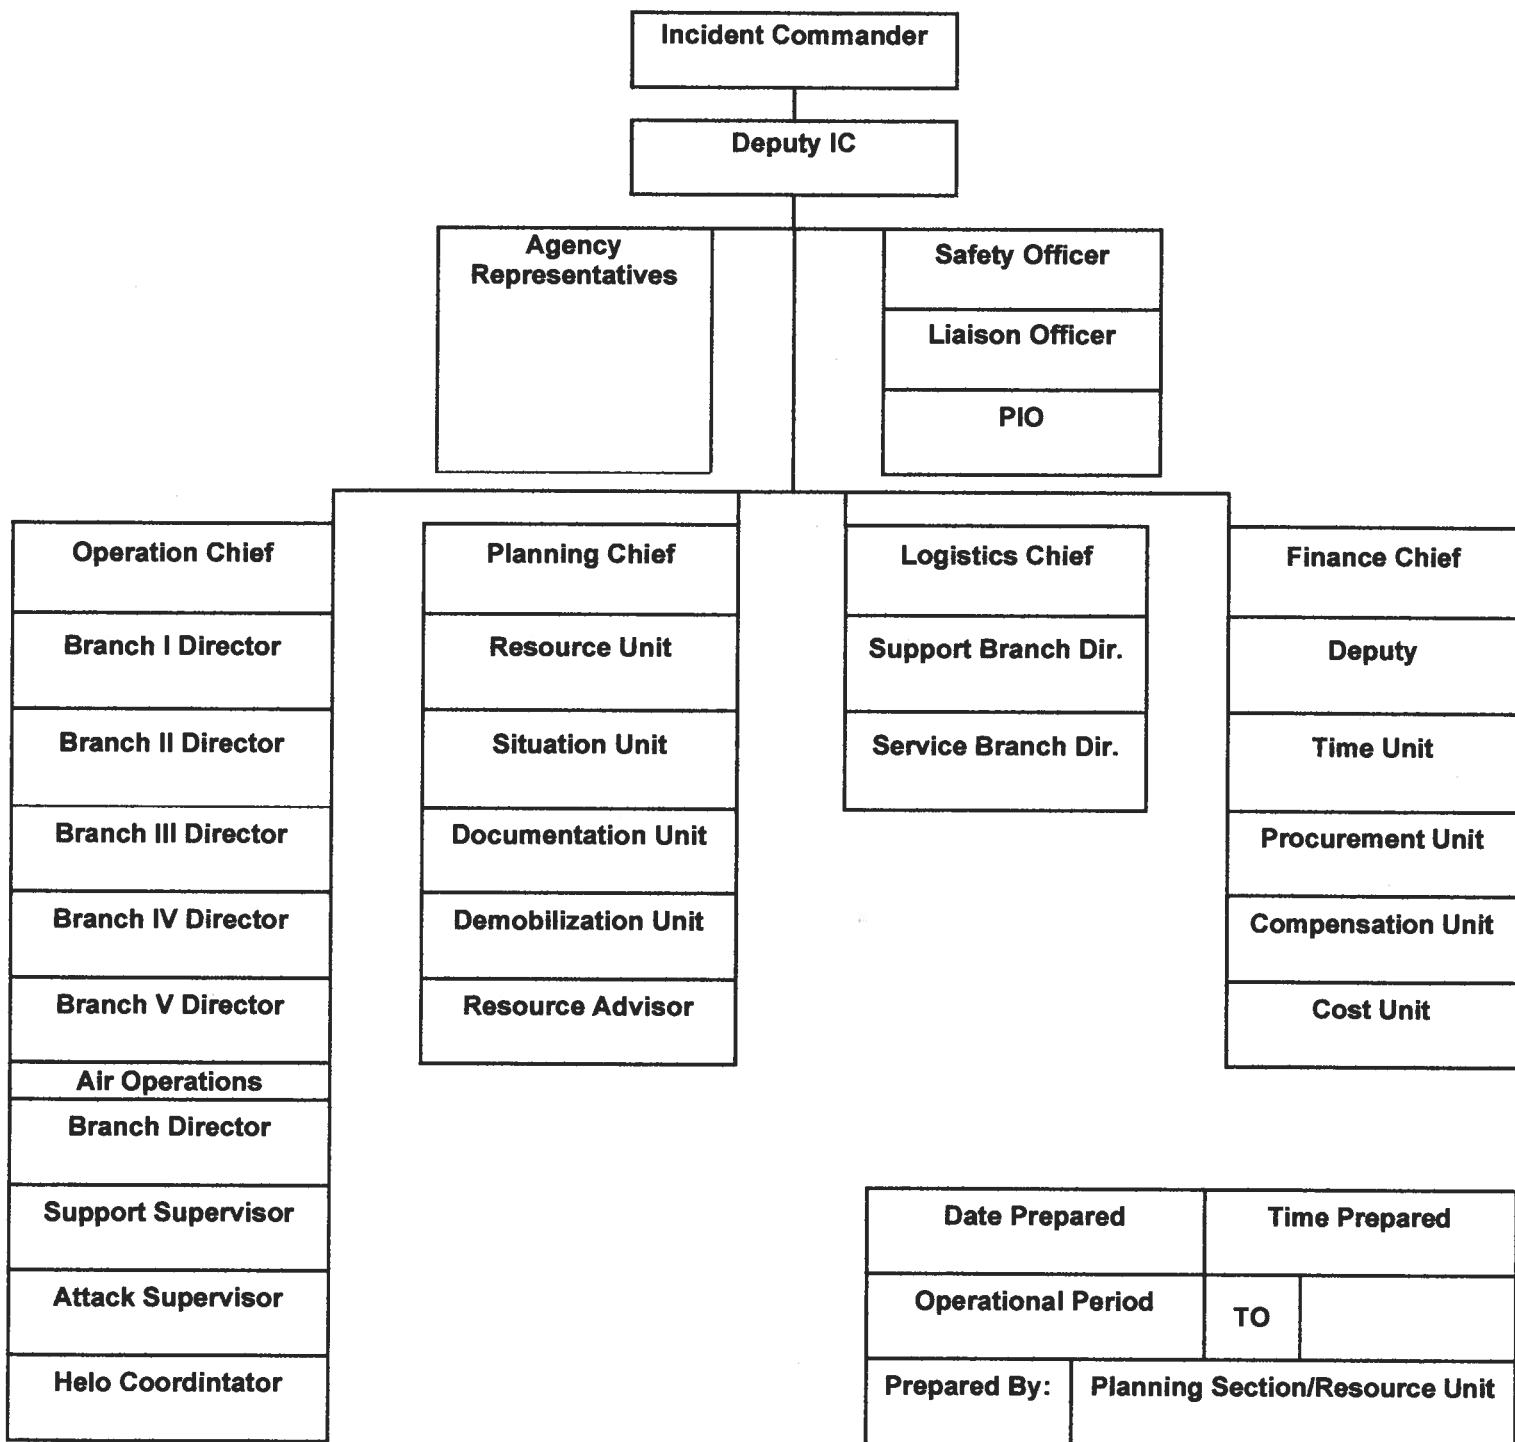 Incident Commander
Deputy IC
Agency
Representatives
Safety Officer
Liaison Officer
PIO
Operation Chief
Branch I Director
Branch II Director
Branch III Director
Branch IV Director
Branch V Director
Air Operations
Branch Director
Support Supervisor
Attack Supervisor
Helo Coordintator
Planning Chief
Resource Unit
Situation Unit
Documentation Unit
Demobilization Unit
Resource Advisor
Logistics Chief
Support Branch Dir.
Service Branch Dir.
Finance Chief
Deputy
Time Unit
Procurement Unit
Compensation Unit
Cost Unit
Date Prepared
Time Prepared
Operational Period
TO
Prepared By:
Planning Section/Resource Unit